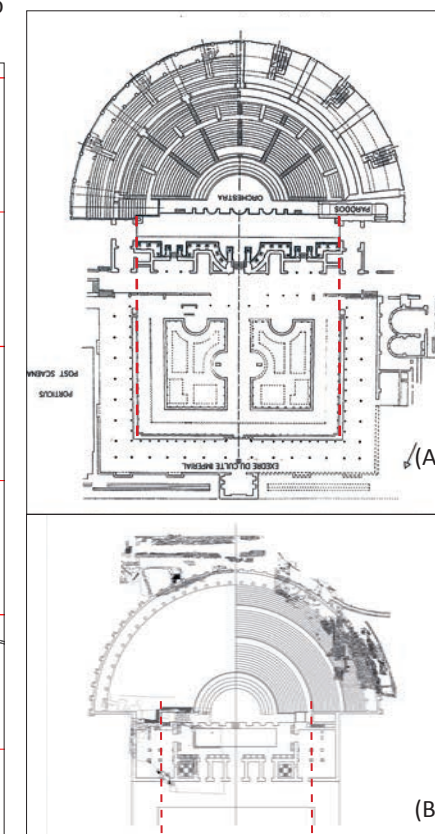 ORCHESTRA
PARODOS
PORTICUS
POST SCAENA
EXEDRE DU CULTE IMPERIAL
(A
(B